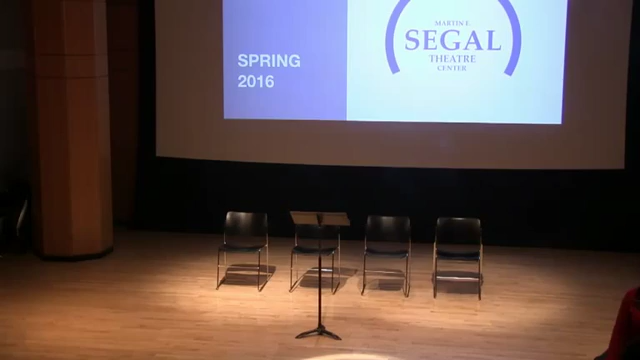 SPRING
2016
MARTIN E.
SEGAL
THEATRE
CENTER